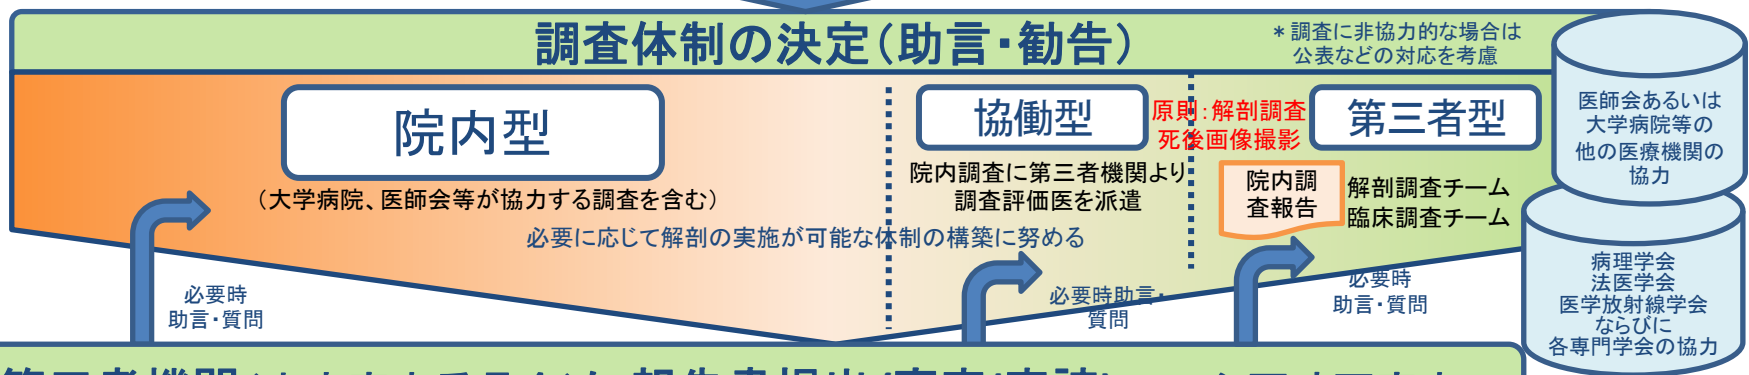 調査体制の決定(助言・勧告)
＊調査に非協力的な場合は
公表などの対応を考慮
院内型
(大学病院、医師会等が協力する調査を含む)
協働型
院内調査に第三者機関より
調査評価医を派遣
原則:解剖調査
死後画像撮影
第三者型
院内調
査報告
解剖調査チーム
臨床調査チーム
必要に応じて解剖の実施が可能な体制の構築に努める
必要時
助言・質問
必要時助言・
質問
必要時
助言・質問
医師会あるいは
大学病院等の
他の医療機関の
協力
病理学会
法医学会
医学放射線学会
ならびに
各専門学会の協力